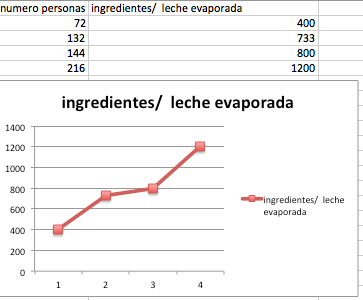 numero personas ingredientes/ leche evaporada
72 400
132 733
144 800
216 1200
ingredientes/ leche evaporada
1400
1200
1000
800
600
400
200
0
1 2 3 4
ingredientes/ leche
evaporada